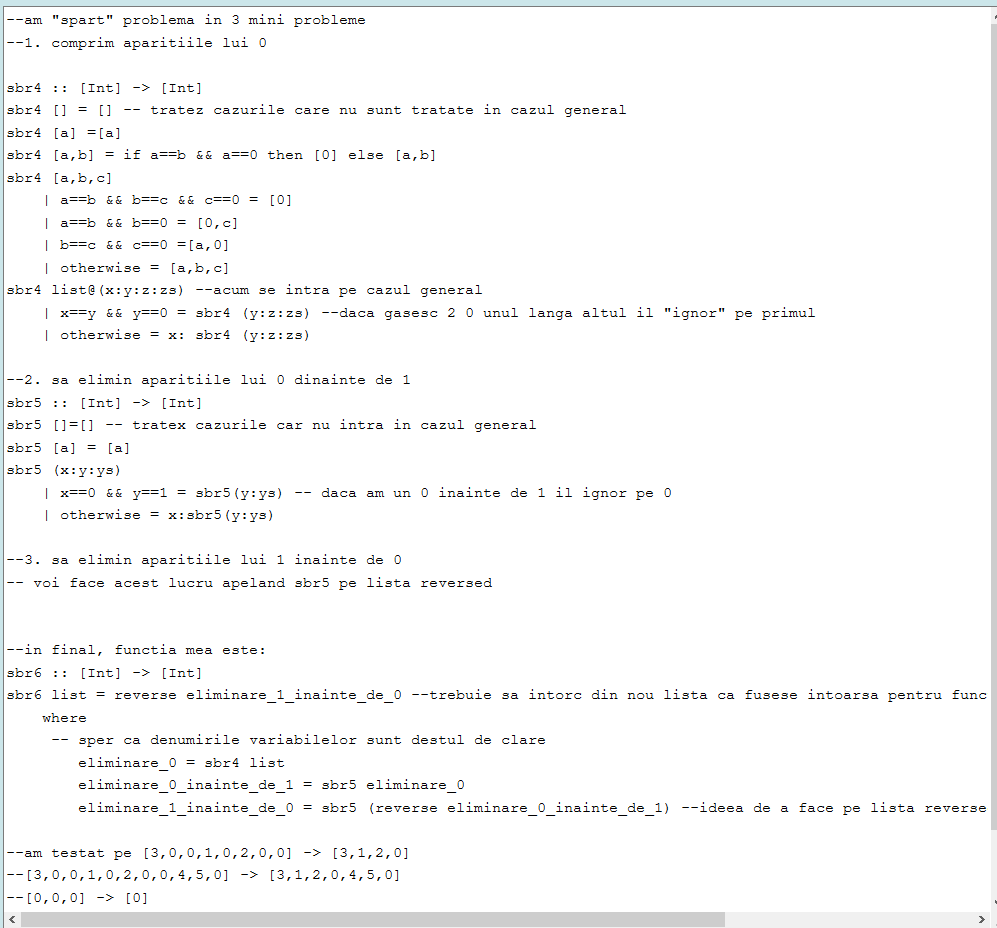 --am "spart" problema in 3 mini probleme
--1. comprim aparitiile lui 0
sbr4 :: [Int] -> [Int]
sbr4 [] = [] -- tratez cazurile care nu sunt tratate in cazul general
sbr4 [a] =[a]
sbr4 [a,b] = if a==b && a==0 then [0] else [a,b]
sbr4 [a,b,c]
    | a==b && b==c && c==0 = [0]
    | a==b && b==0 = [0,c]
    | b==c && c==0 =[a,0]
    | otherwise = [a,b,c]
sbr4 list@(x:y:z:zs) --acum se intra pe cazul general
    | x==y && y==0 = sbr4 (y:z:zs) --daca gasesc 2 0 unul langa altul il "ignor" pe primul
    | otherwise = x: sbr4 (y:z:zs)
--2. sa elimin aparitiile lui 0 dinainte de 1
sbr5 :: [Int] -> [Int]
sbr5 []=[] -- tratex cazurile car nu intra in cazul general
sbr5 [a] = [a]
sbr5 (x:y:ys)
    | x==0 && y==1 = sbr5(y:ys) -- daca am un 0 inainte de 1 il ignor pe 0
    | otherwise = x:sbr5(y:ys)
--3. sa elimin aparitiile lui 1 inainte de 0
-- voi face acest lucru apeland sbr5 pe lista reversed
--in final, functia mea este:
sbr6 :: [Int] -> [Int]
sbr6 list = reverse eliminare_1_inainte_de_0 --trebuie sa intorc din nou lista ca fusese intoarsa pentru func
    where
     -- sper ca denumirile variabilelor sunt destul de clare
        eliminare_0 = sbr4 list
        eliminare_0_inainte_de_1 = sbr5 eliminare_0
        eliminare_1_inainte_de_0 = sbr5 (reverse eliminare_0_inainte_de_1) --ideea de a face pe lista reverse
--am testat pe [3,0,0,1,0,2,0,0] -> [3,1,2,0]
--[3,0,0,1,0,2,0,0,4,5,0] -> [3,1,2,0,4,5,0]
--[0,0,0] -> [0]